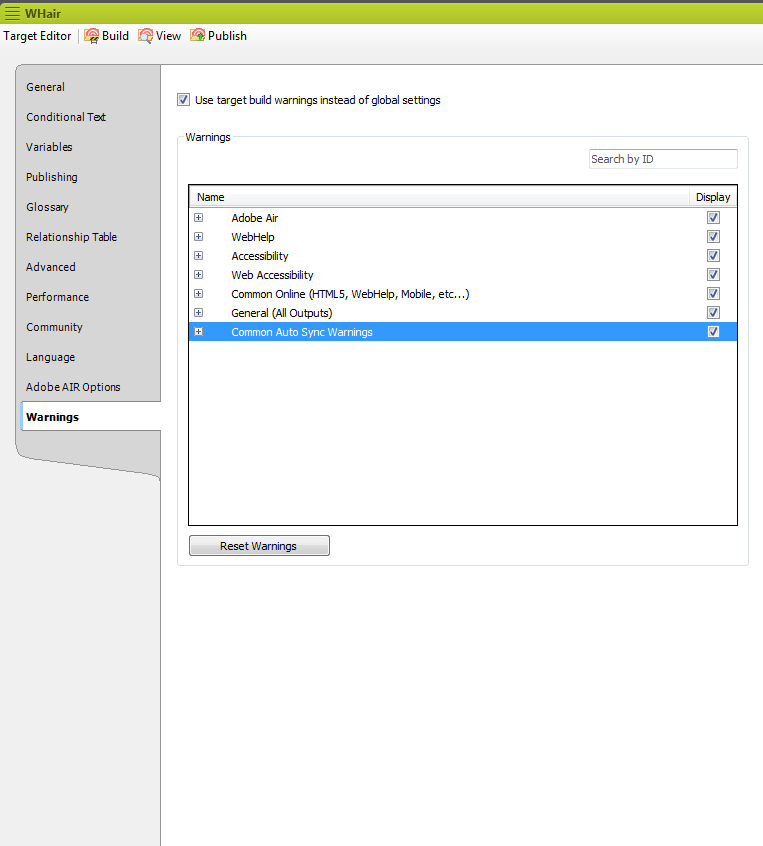 WHair
Target Editor Build View Publish
General
Conditional Text
Variables
Publishing
Glossary
Relationship Table
Advanced
Performance
Community
Language
Adobe AIR Options
Warnings
Use target build warnings instead of global settings
Warnings
Search by ID
Name Display
Adobe Air
WebHelp
Accessibility
Web Accessibility
Common Online (HTML5, WebHelp, Mobile, etc...)
General (All Outputs)
Common Auto Sync Warnings
Reset Warnings